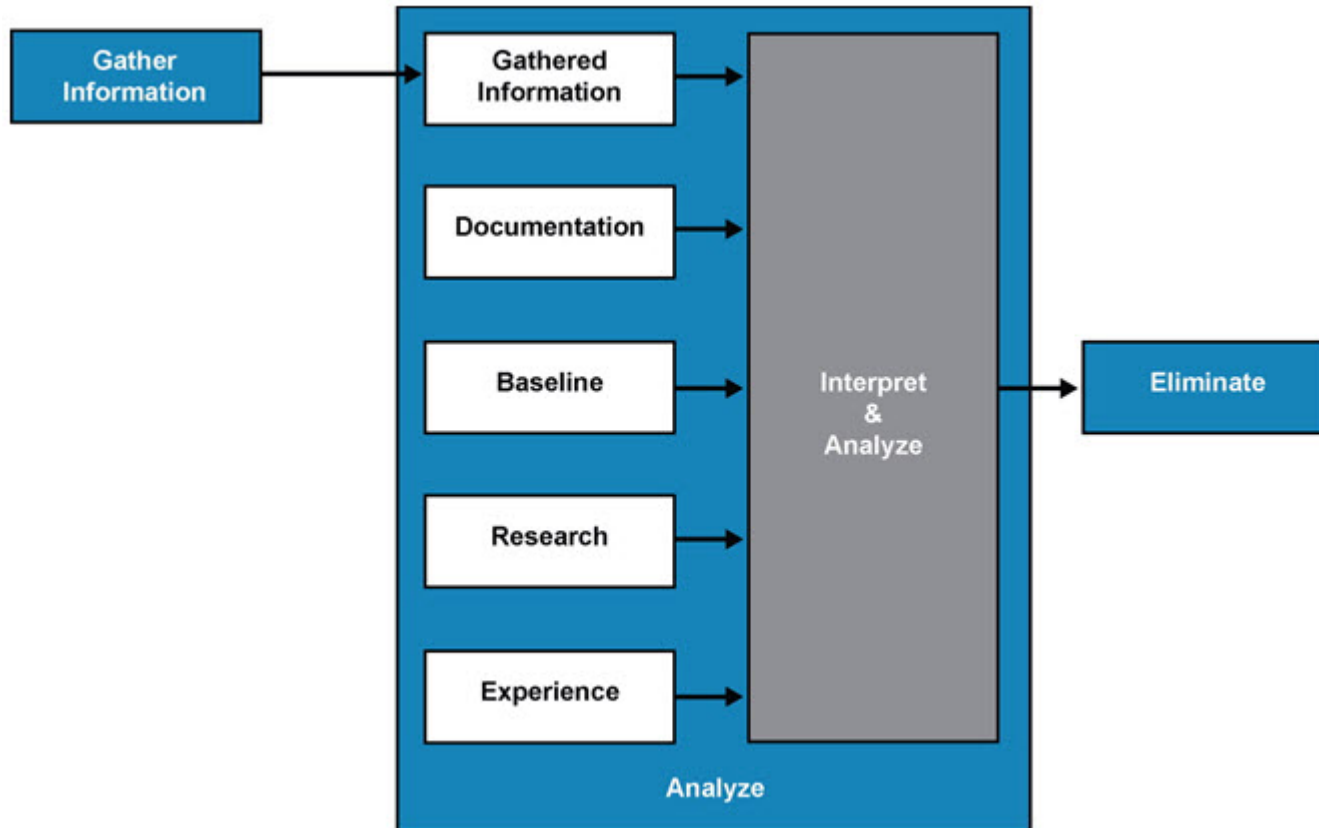 Gather
Information
Gathered
Information
Documentation
Baseline
Research
Experience
Interpret
&
Analyze
Eliminate
Analyze